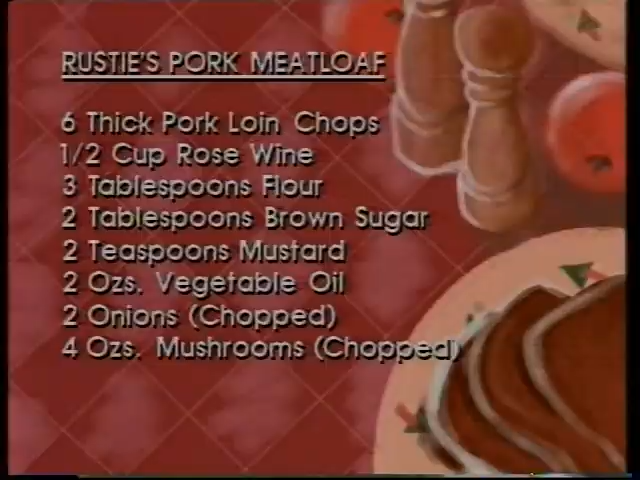 RUSTIE'S PORK MEATLOAF
6 Thick Pork Loin Chops
1/2 Cup Rose Wine
3 Tablespoons Flour
2 Tablespoons Brown Sugar
2 Teaspoons Mustard
2 Ozs. Vegetable Oil
2 Onions (Chopped)
4 Ozs. Mushrooms (Chopped)